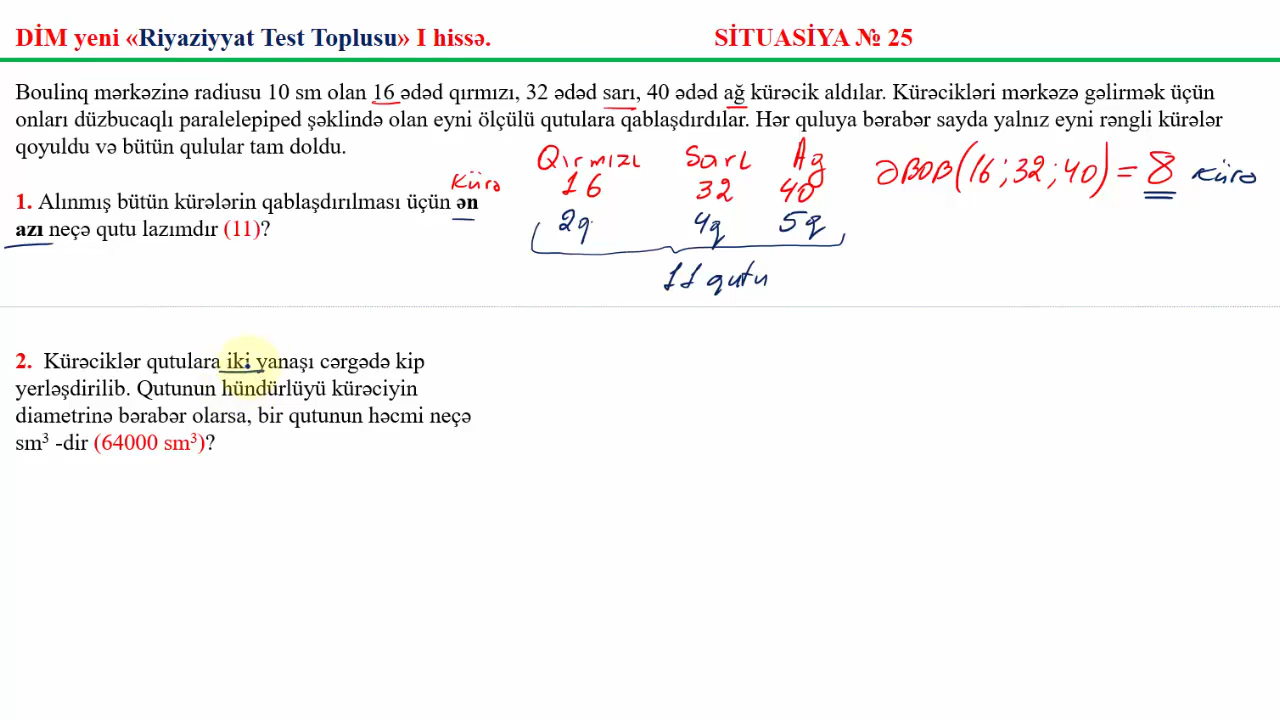 DİM yeni «Riyaziyyat Test Toplusu» I hissə. SİTUASİYA № 25
Boulinq mərkəzinə radiusu 10 sm olan 16 ədəd qırmızı, 32 ədəd sarı, 40 ədəd ağ kürəcik aldılar. Kürəcikləri mərkəzə gəlirmək üçün
onları düzbucaqlı paralelepiped şəklində olan eyni ölçülü qutulara qablaşdırdılar. Hər quluya bərabər sayda yalnız eyni rəngli kürələr
qoyuldu və bütün qulular tam doldu.
Qırmızı Sarı Ag
ƏBOB(16;32;40) = 8 kürə
kürə 16 32 40
1. Alınmış bütün kürələrin qablaşdırılması üçün ən
azı neçə qutu lazımdır (11)?
2q 4q 5q
11 qutu
2. Kürəciklər qutulara iki yanaşı cərgədə kip
yerləşdirilib. Qutunun hündürlüyü kürəciyin
diametrinə bərabər olarsa, bir qutunun həcmi neçə
sm³ -dir (64000 sm³)?